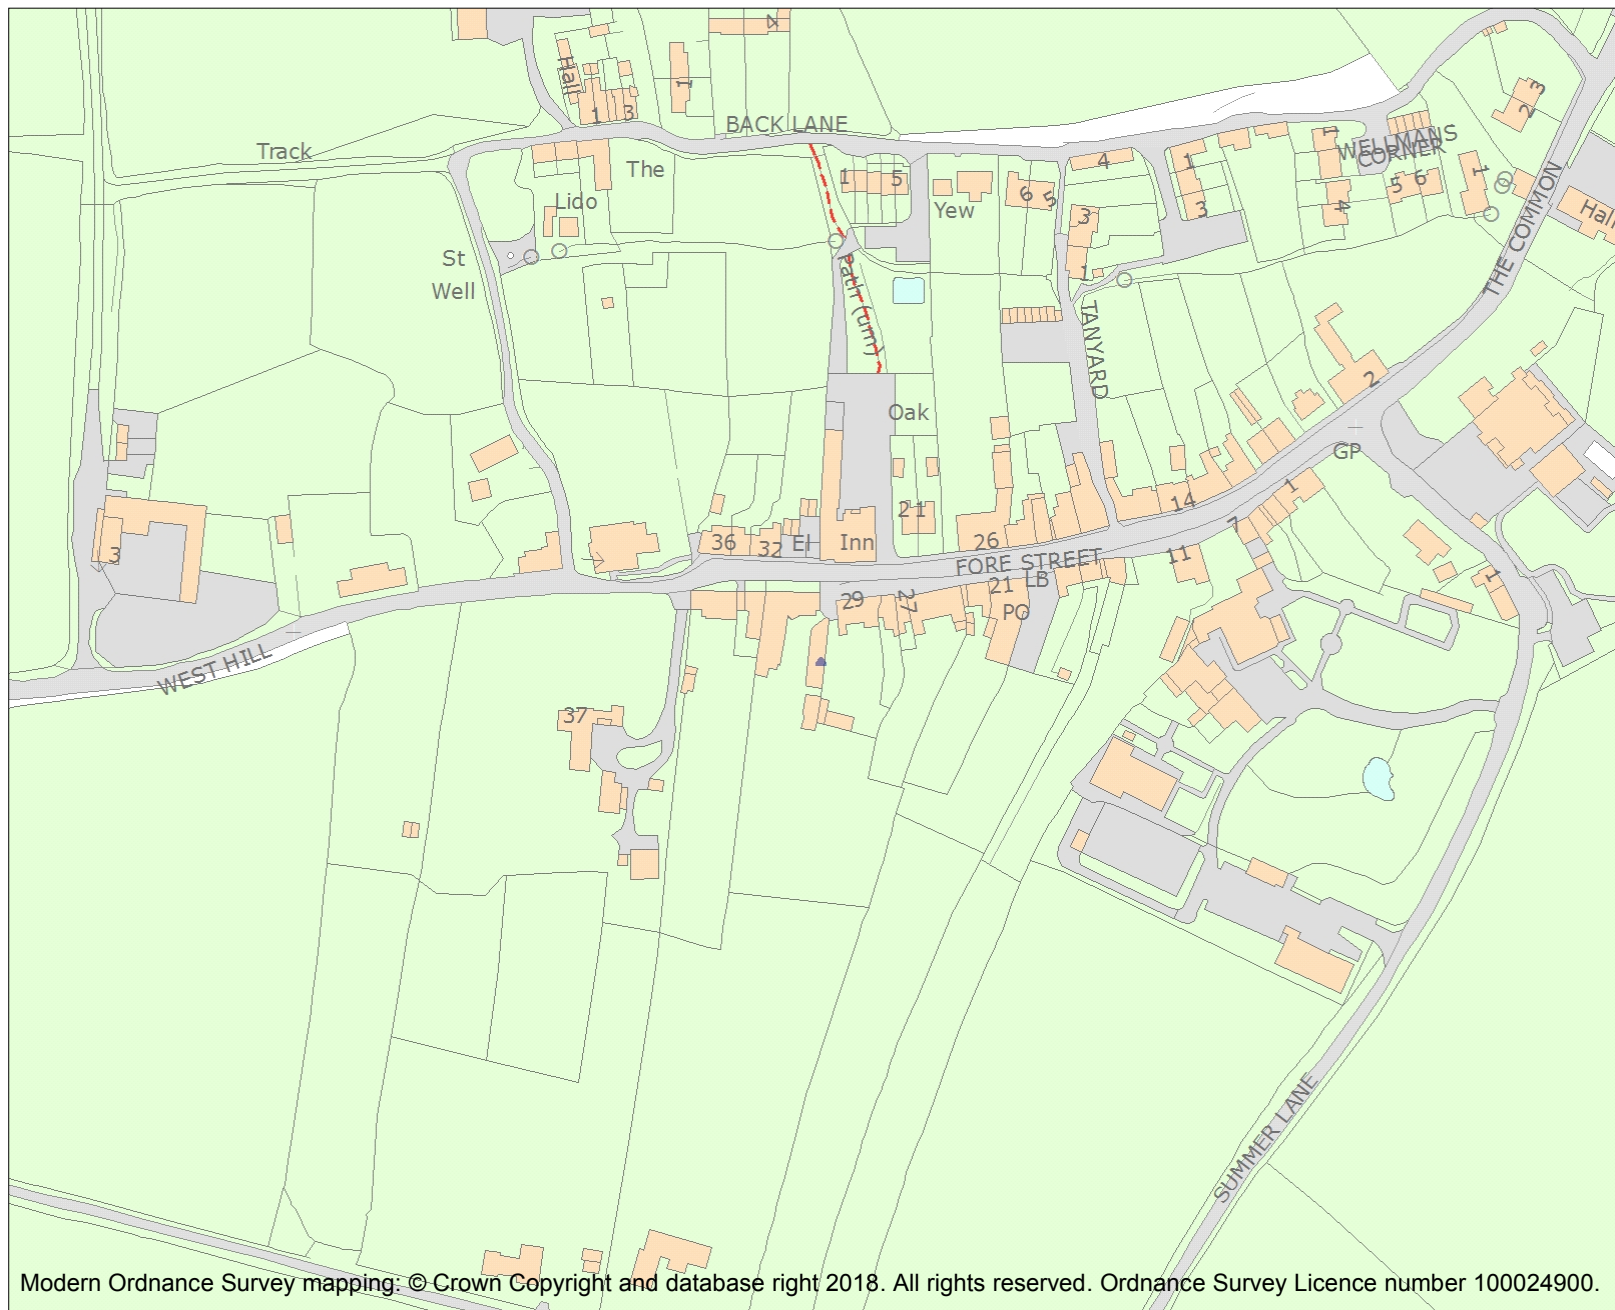 4
Hall
1
1
3
BACK LANE
Track
The
1
5
4
1
1
WELLMANS
CORNER
3
2
1
5
6
Lido
Yew
6
5
3
3
4
THE COMMON
Hall
St
Well
Path (um)
1
TANYARD
2
Oak
GP
2
1
14
1
7
3
36
32
El
Inn
26
FORE STREET
11
21
LB
29
27
PO
1
WEST HILL
37
SUMMER LANE
Modern Ordnance Survey mapping: © Crown Copyright and database right 2018. All rights reserved. Ordnance Survey Licence number 100024900.